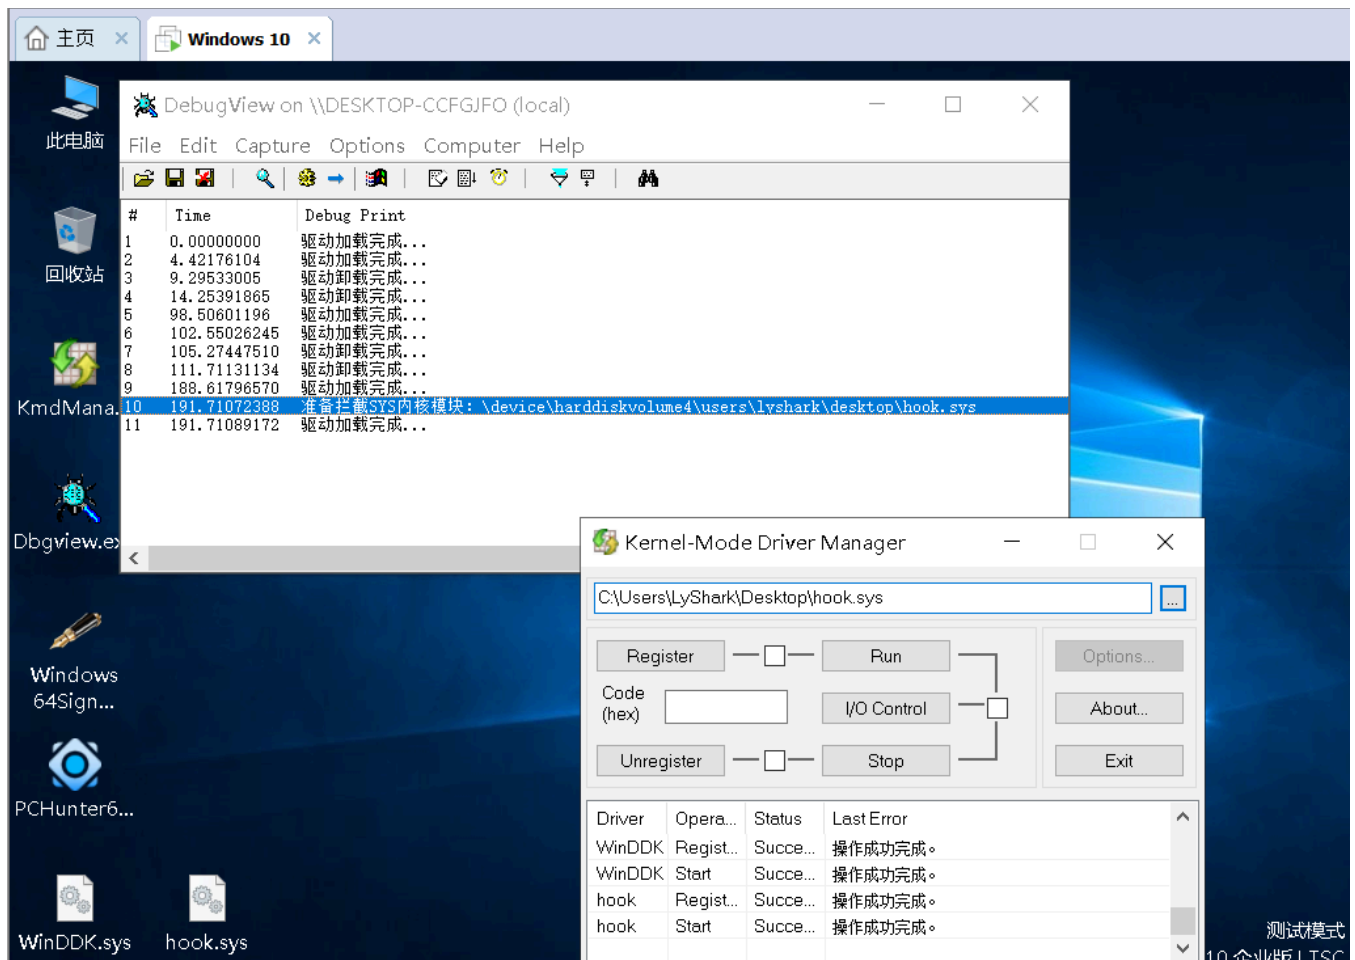 主页
Windows 10
此电脑
回收站
KmdMana.
Dbgview.ex
Windows
64Sign...
PCHunter6...
WinDDK.sys
hook.sys
DebugView on \\DESKTOP-CCFGJFO (local)
File Edit Capture Options Computer Help
# Time Debug Print
1 0.00000000 驱动加载完成...
2 4.42176104 驱动加载完成...
3 9.29533005 驱动卸载完成...
4 14.25391865 驱动卸载完成...
5 98.50601196 驱动加载完成...
6 102.55026245 驱动加载完成...
7 105.27447510 驱动卸载完成...
8 111.71131134 驱动卸载完成...
9 188.61796570 驱动加载完成...
10 191.71072388 准备拦截SYS内核模块: \device\harddiskvolume4\users\lyshark\desktop\hook.sys
11 191.71089172 驱动加载完成...
Kernel-Mode Driver Manager
C:\Users\LyShark\Desktop\hook.sys
...
Register Run Options...
Code
(hex)
I/O Control About...
Unregister Stop Exit
Driver Opera... Status Last Error
WinDDK Regist... Succe... 操作成功完成。
WinDDK Start Succe... 操作成功完成。
hook Regist... Succe... 操作成功完成。
hook Start Succe... 操作成功完成。
测试模式
10 企业版 LTSC